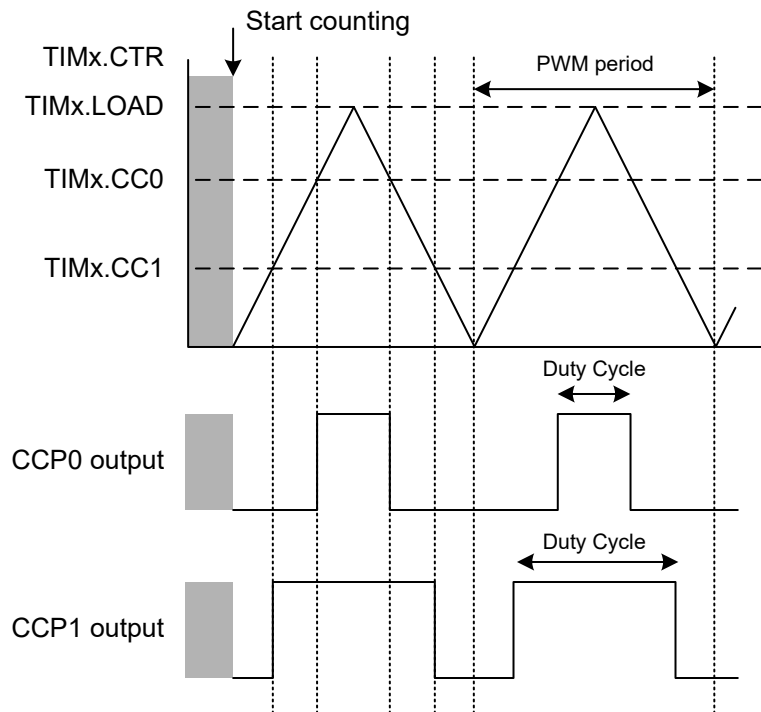 Start counting
TIMx.CTR
PWM period
TIMx.LOAD
TIMx.CC0
TIMx.CC1
Duty Cycle
CCP0 output
Duty Cycle
CCP1 output